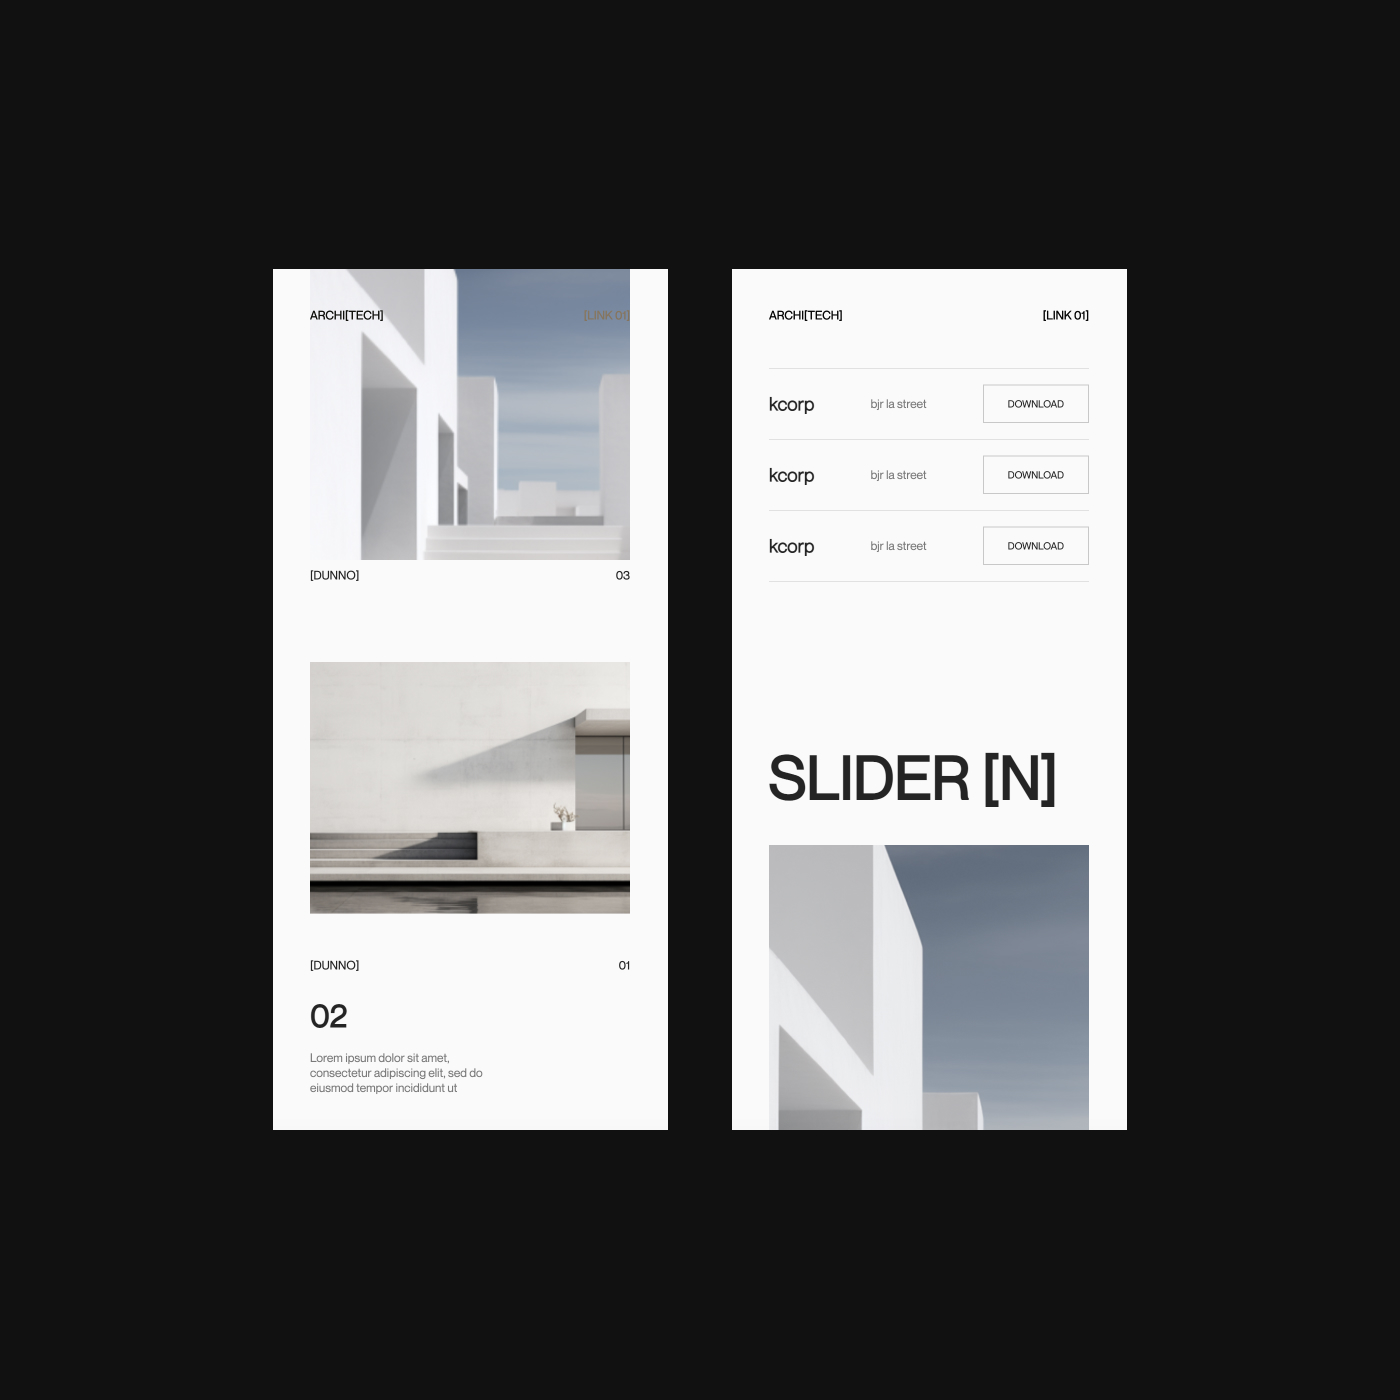 ARCHI[TECH]
[LINK 01]
[DUNNO]
03
[DUNNO]
01
02
Lorem ipsum dolor sit amet,
consectetur adipiscing elit, sed do
eiusmod tempor incididunt ut
ARCHI[TECH]
[LINK 01]
kcorp
bjr la street
DOWNLOAD
kcorp
bjr la street
DOWNLOAD
kcorp
bjr la street
DOWNLOAD
SLIDER [N]